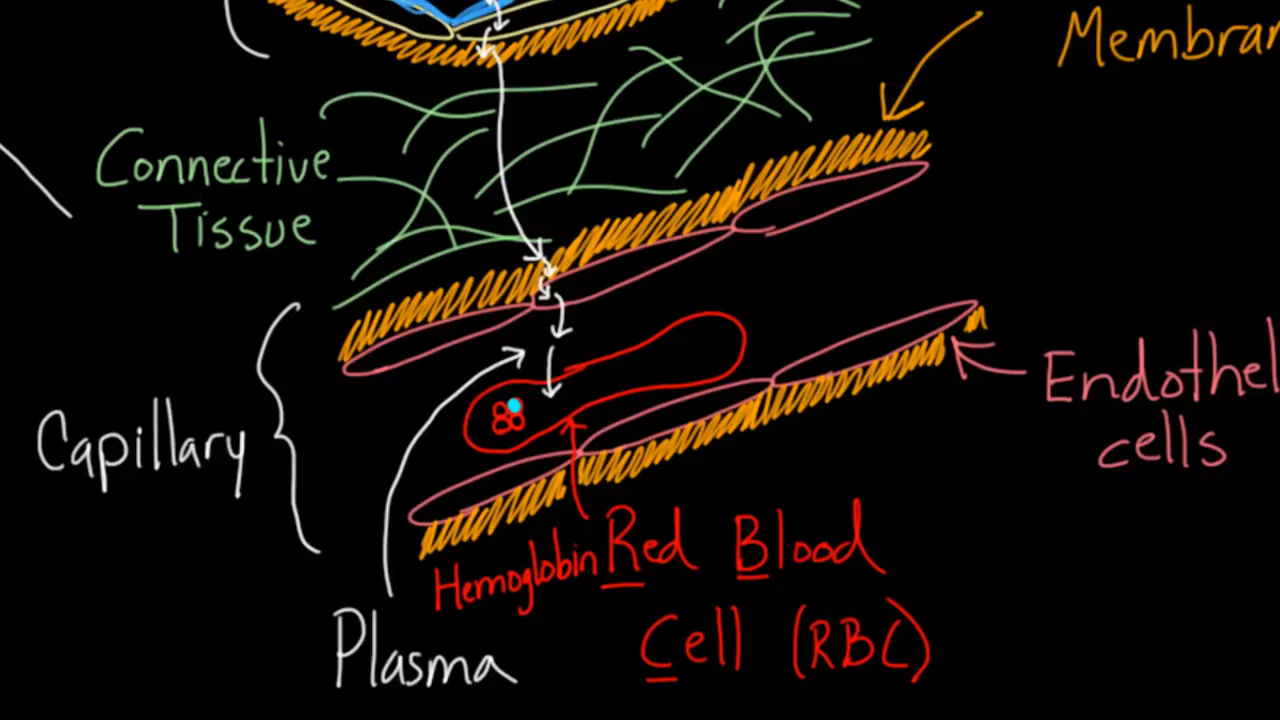 Membran
Connective
Tissue
Capillary
Endothel
cells
Hemoglobin Red Blood
Cell (RBC)
Plasma